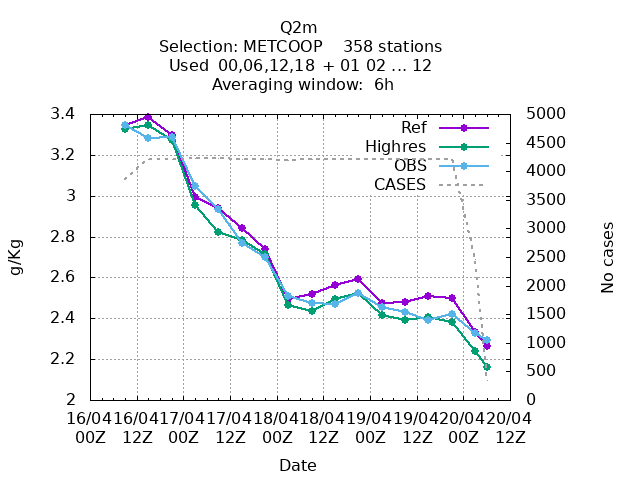 Q2m
Selection: METCOOP    358 stations
Used  00,06,12,18  + 01 02 ... 12
Averaging window:  6h
Ref
Highres
OBS
CASES
g/Kg
3.4
3.2
3
2.8
2.6
2.4
2.2
2
No cases
5000
4500
4000
3500
3000
2500
2000
1500
1000
500
0
16/04 16/04 17/04 17/04 18/04 18/04 19/04 19/04 20/04 20/04
00Z 12Z 00Z 12Z 00Z 12Z 00Z 12Z 00Z 12Z
Date